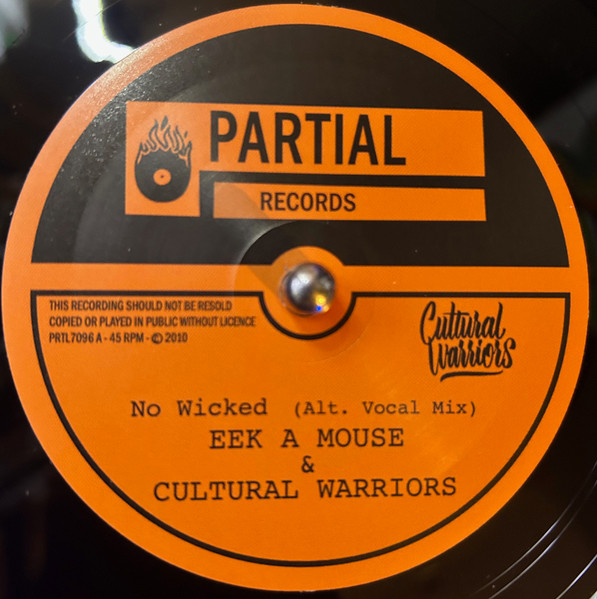 PARTIAL
RECORDS
THIS RECORDING SHOULD NOT BE RESOLD
COPIED OR PLAYED IN PUBLIC WITHOUT LICENCE
PRTL7096 A - 45 RPM - © 2010
Cultural
Warriors
No Wicked (Alt. Vocal Mix)
EEK A MOUSE
&
CULTURAL WARRIORS